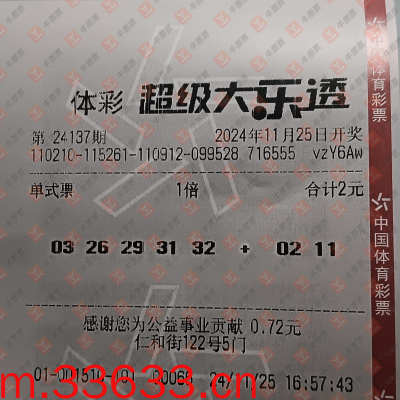 体彩 超级大乐透
第 24137期 2024年11月25日开奖
110210-115261-110912-099528 716555 vzY6Aw
单式票 1倍 合计2元
03 26 29 31 32 + 02 11
感谢您为公益事业贡献 0.72元
仁和街122号5门
24/11/25 16:57:43
m.33633.cn
体育彩票
中国体育彩票